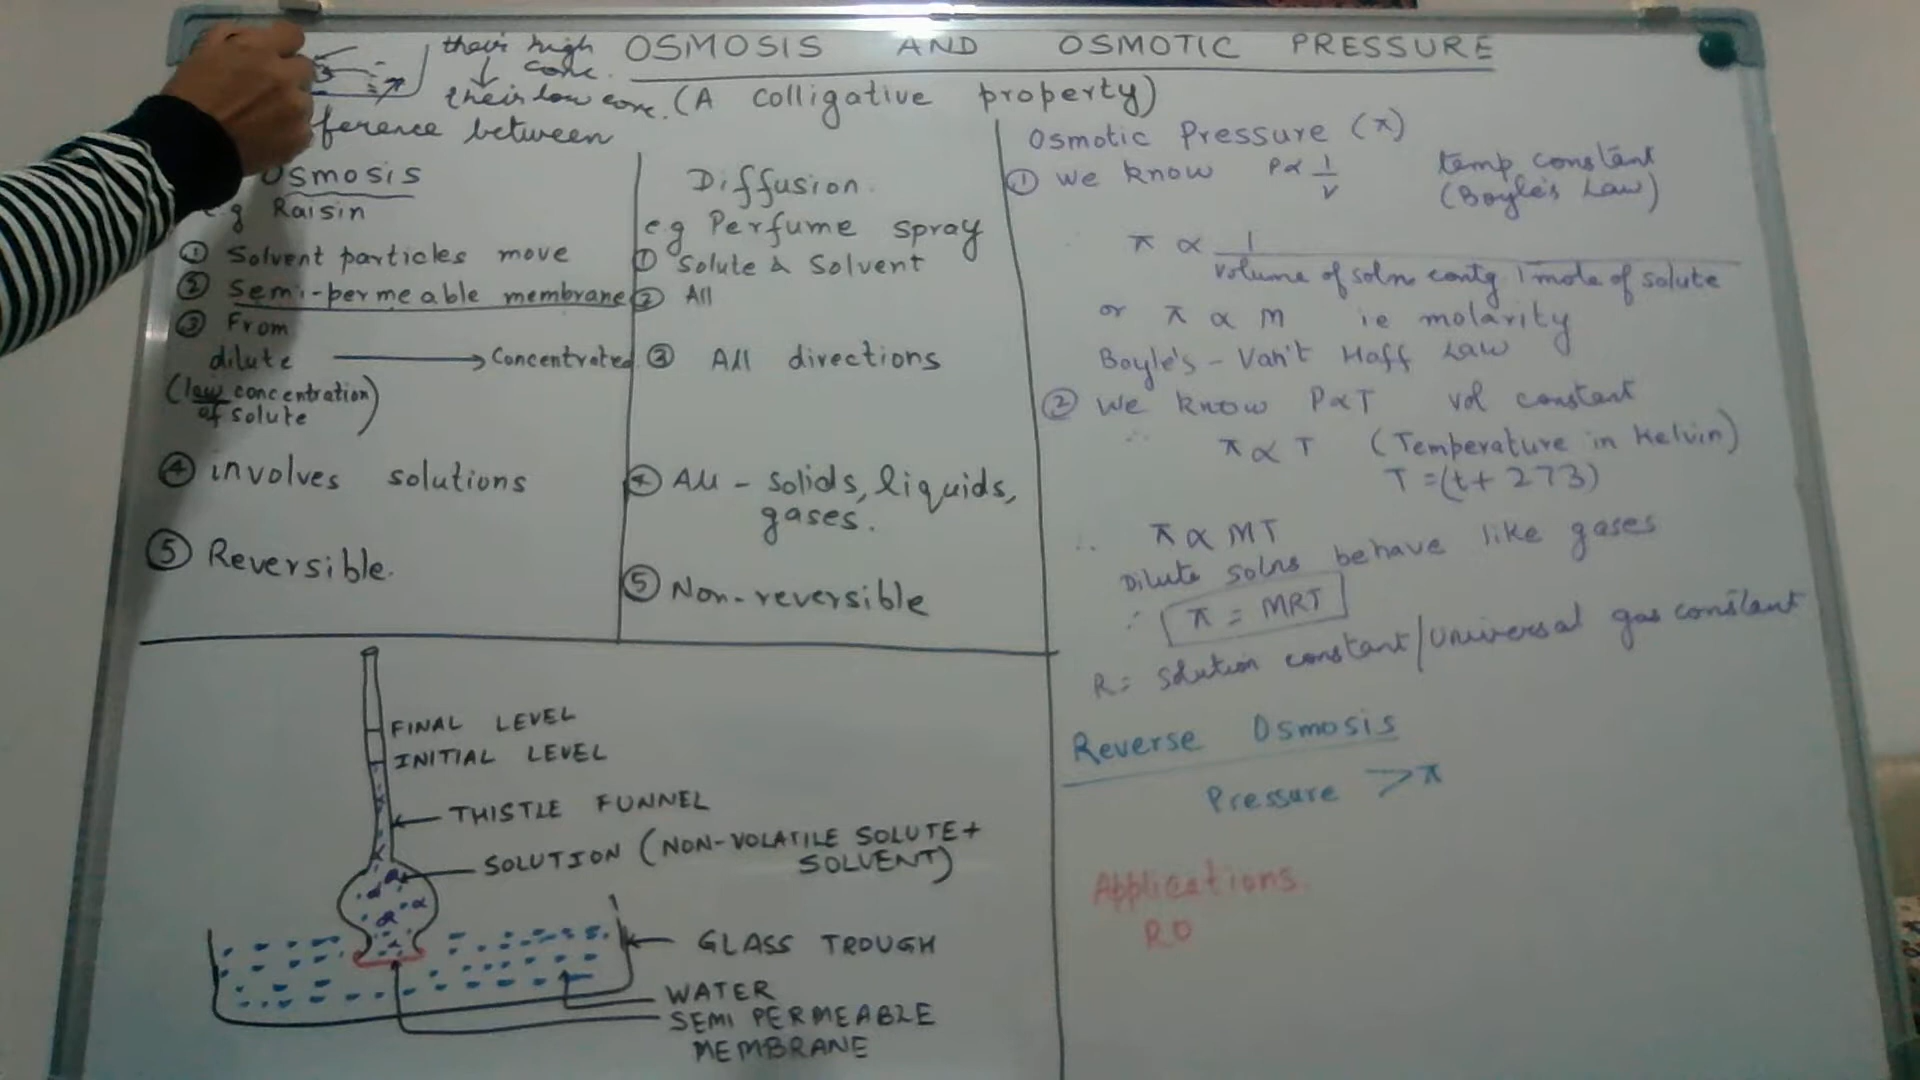 OSMOSIS AND OSMOTIC PRESSURE
their high
conc.
their low conc.
(A colligative property)
ference between
Osmosis
e.g Raisin
① Solvent particles move
② Semi-permeable membrane
③ From
dilute → Concentrated
(low concentration
of solute)
④ involves solutions
⑤ Reversible.
Diffusion.
eg Perfume spray
① Solute & Solvent
② All
③ All directions
④ All - solids, liquids,
gases.
⑤ Non-reversible
Osmotic Pressure (π)
① We know P∝ 1/V temp constant
(Boyle's Law)
π ∝ 1
volume of soln contg 1 mole of solute
or π ∝ M ie molarity
Boyle's - Van't Hoff Law
② We know P∝T vol constant
∴ π ∝ T (Temperature in Kelvin)
T = (t + 273)
∴ π ∝ MT
Dilute solns behave like gases
∴ π = MRT
R = solution constant/universal gas constant
Reverse Osmosis
Pressure > π
Applications
RO
FINAL LEVEL
INITIAL LEVEL
THISTLE FUNNEL
SOLUTION (NON-VOLATILE SOLUTE +
SOLVENT)
GLASS TROUGH
WATER
SEMI PERMEABLE
MEMBRANE